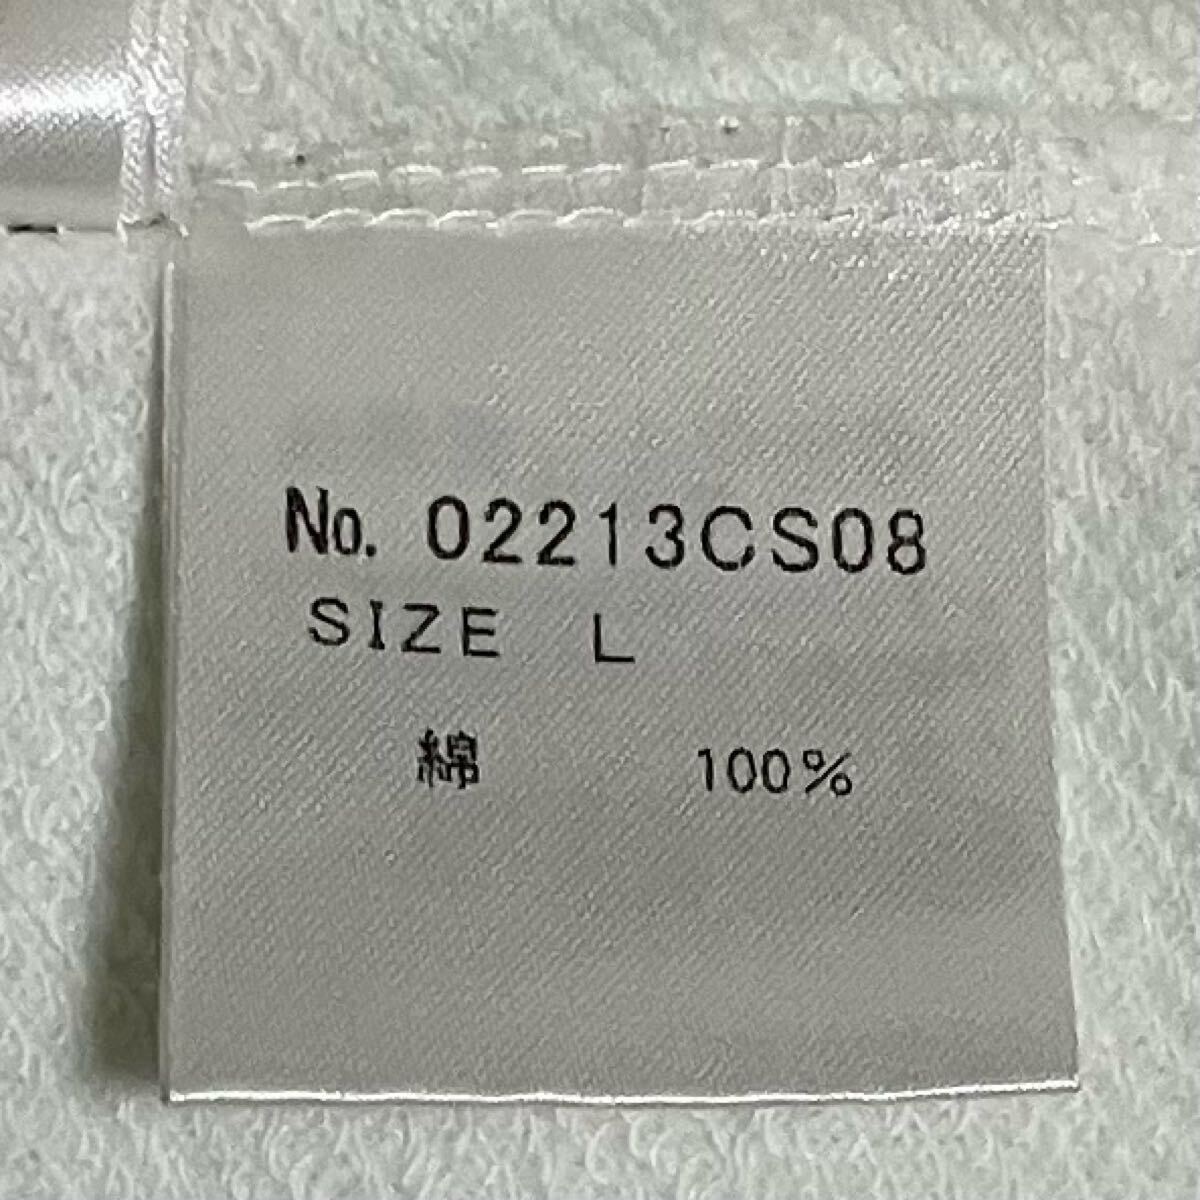 No. 02213CS08
SIZE L
綿 100%